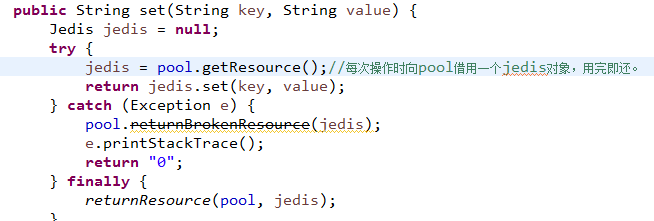 public String set(String key, String value) {
    Jedis jedis = null;
    try {
        jedis = pool.getResource();//每次操作时向pool借用一个jedis对象，用完即还。
        return jedis.set(key, value);
    } catch (Exception e) {
        pool.returnBrokenResource(jedis);
        e.printStackTrace();
        return "0";
    } finally {
        returnResource(pool, jedis);
    }